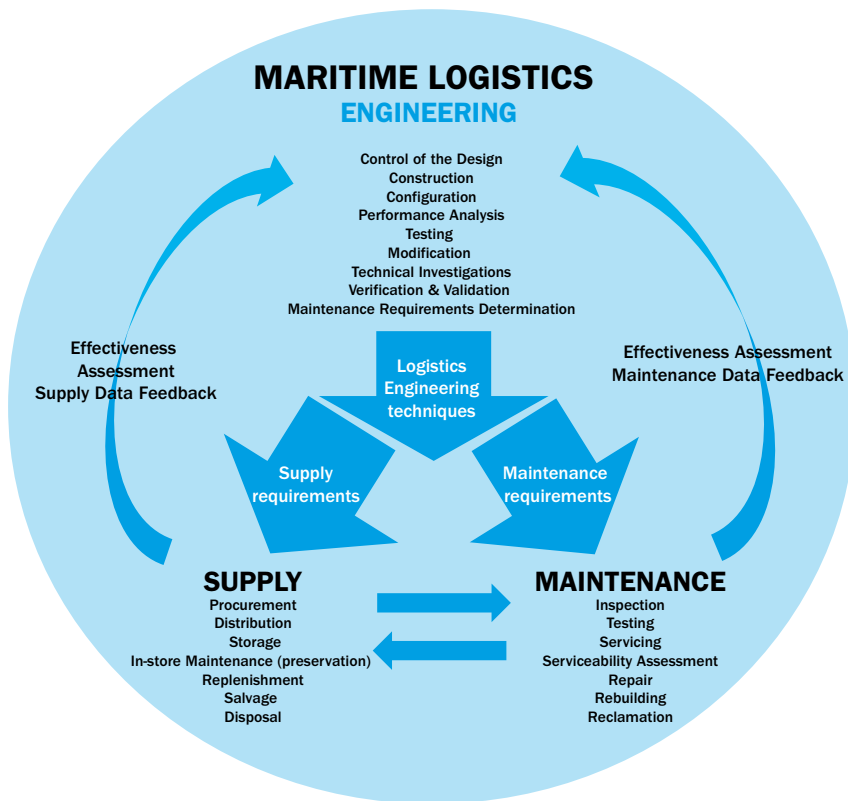 MARITIME LOGISTICS
ENGINEERING
Control of the Design
Construction
Configuration
Performance Analysis
Testing
Modification
Technical Investigations
Verification & Validation
Maintenance Requirements Determination
Effectiveness
Assessment
Supply Data Feedback
Logistics
Engineering
techniques
Effectiveness Assessment
Maintenance Data Feedback
Supply
requirements
Maintenance
requirements
SUPPLY
Procurement
Distribution
Storage
In-store Maintenance (preservation)
Replenishment
Salvage
Disposal
MAINTENANCE
Inspection
Testing
Servicing
Serviceability Assessment
Repair
Rebuilding
Reclamation